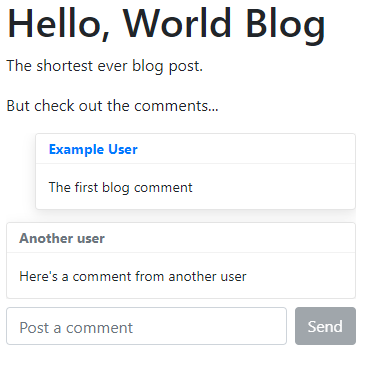 Hello, World Blog
The shortest ever blog post.
But check out the comments...
Example User
The first blog comment
Another user
Here's a comment from another user
Post a comment
Send